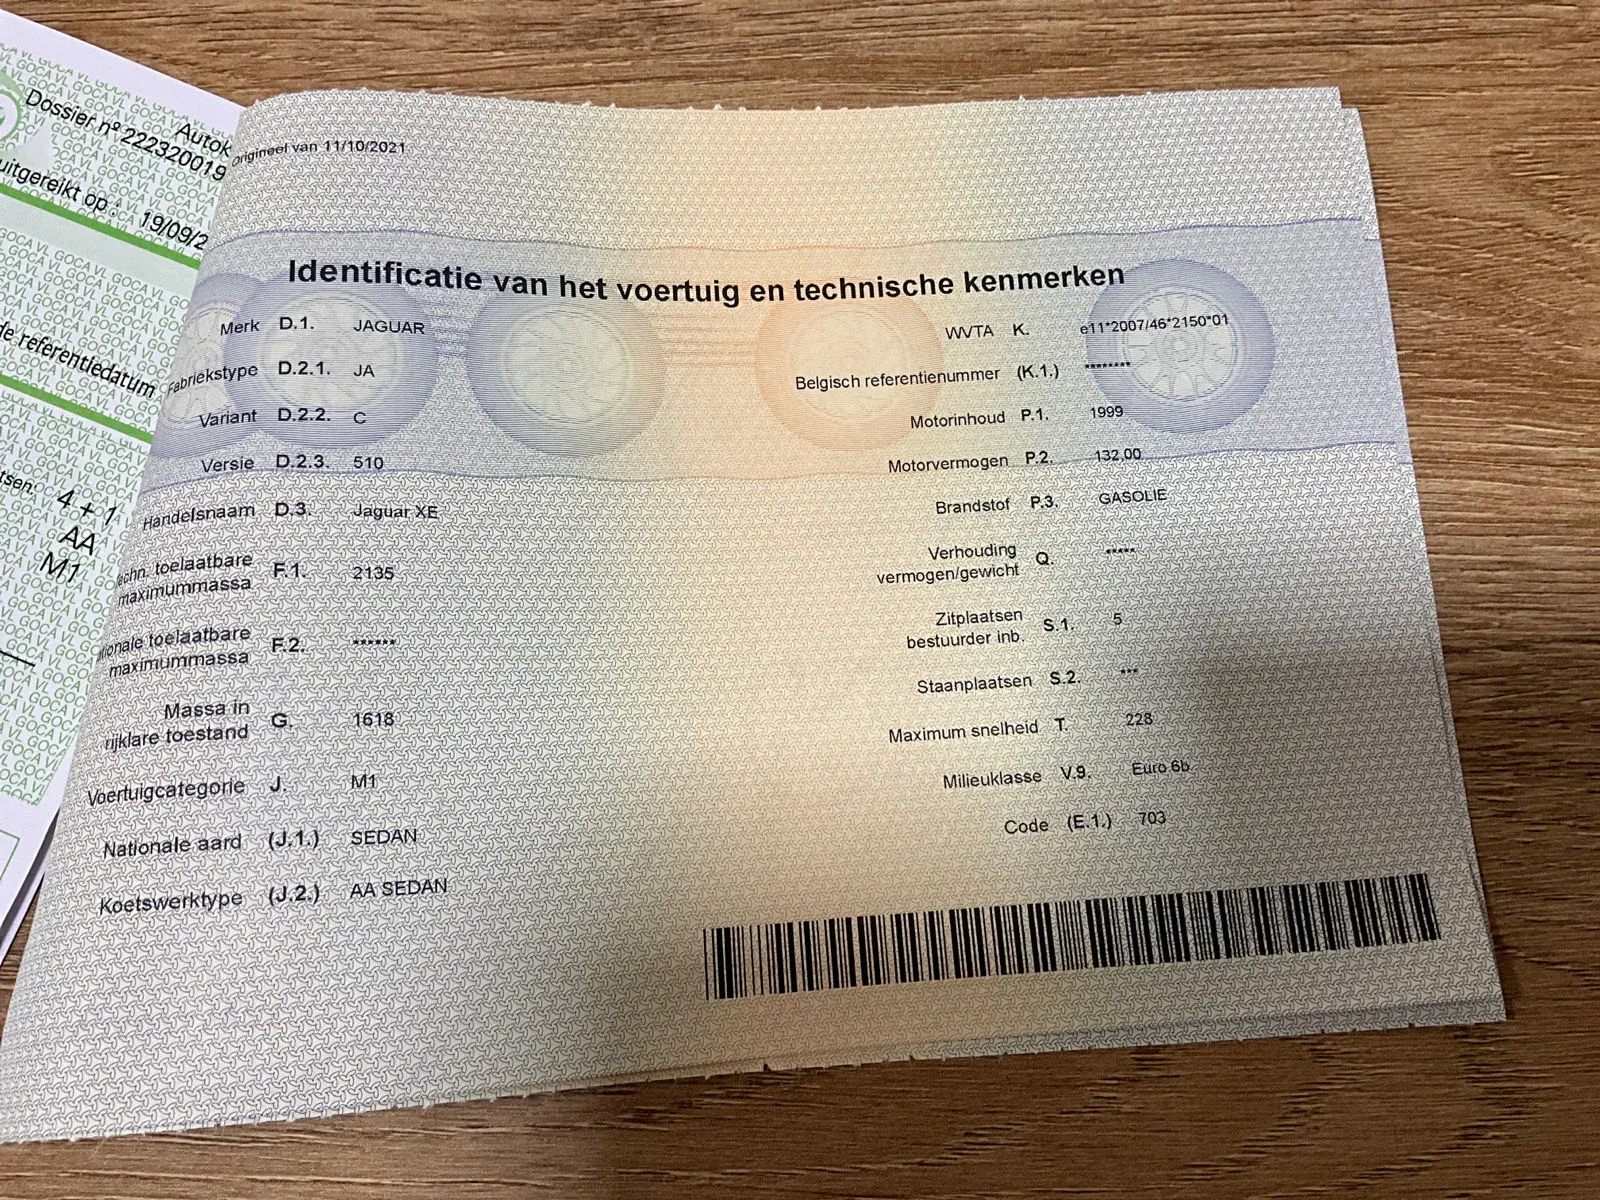 Autok
Dossier nº 222320019
uitgereikt op : 19/09/2
de referentiedatum
4 + 1
AA
M1
Origineel van 11/10/2021
Identificatie van het voertuig en technische kenmerken
Merk D.1. JAGUAR
Fabriekstype D.2.1. JA
Variant D.2.2. C
Versie D.2.3. 510
Handelsnaam D.3. Jaguar XE
techn. toelaatbare
maximummassa F.1. 2135
tionale toelaatbare
maximummassa F.2. ******
Massa in
rijklare toestand G. 1618
Voertuigcategorie J. M1
Nationale aard (J.1.) SEDAN
Koetswerktype (J.2.) AA SEDAN
WVTA K. e11*2007/46*2150*01
Belgisch referentienummer (K.1.) ********
Motorinhoud P.1. 1999
Motorvermogen P.2. 132,00
Brandstof P.3. GASOLIE
Verhouding
vermogen/gewicht Q. *****
Zitplaatsen
bestuurder inb. S.1. 5
Staanplaatsen S.2. ***
Maximum snelheid T. 228
Milieuklasse V.9. Euro 6b
Code (E.1.) 703